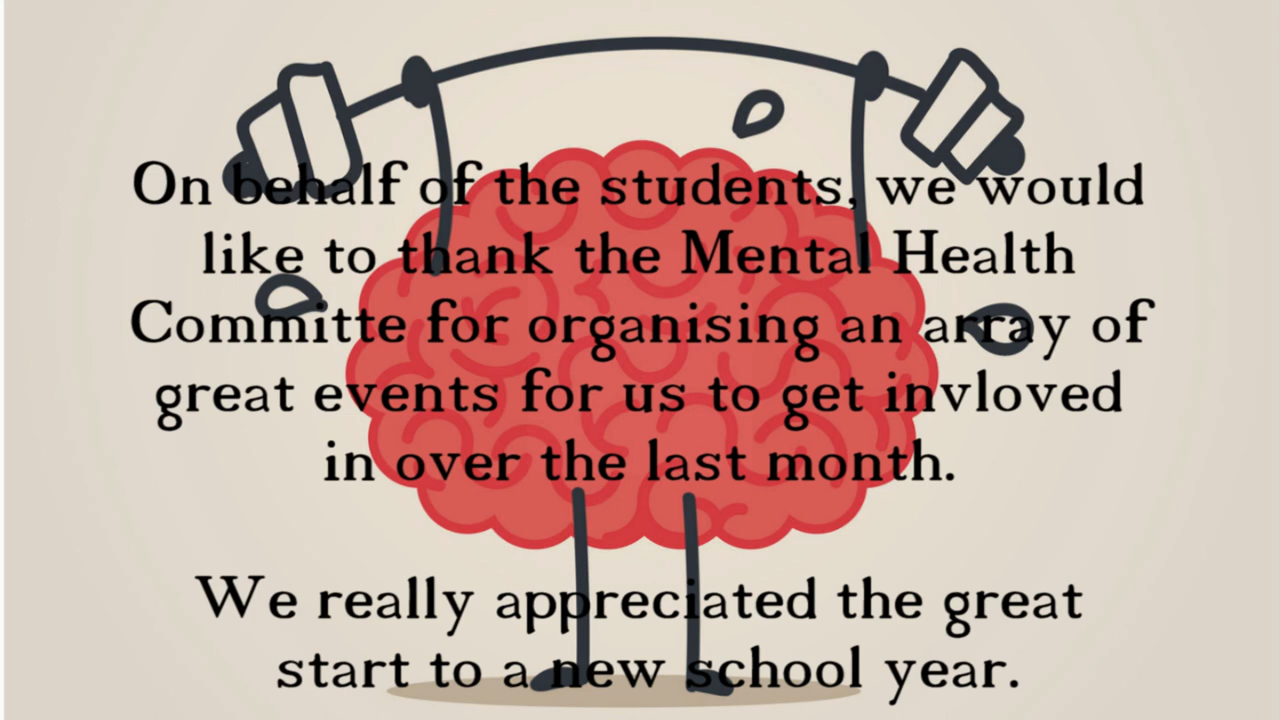 On behalf of the students, we would
like to thank the Mental Health
Committe for organising an array of
great events for us to get invloved
in over the last month.
We really appreciated the great
start to a new school year.